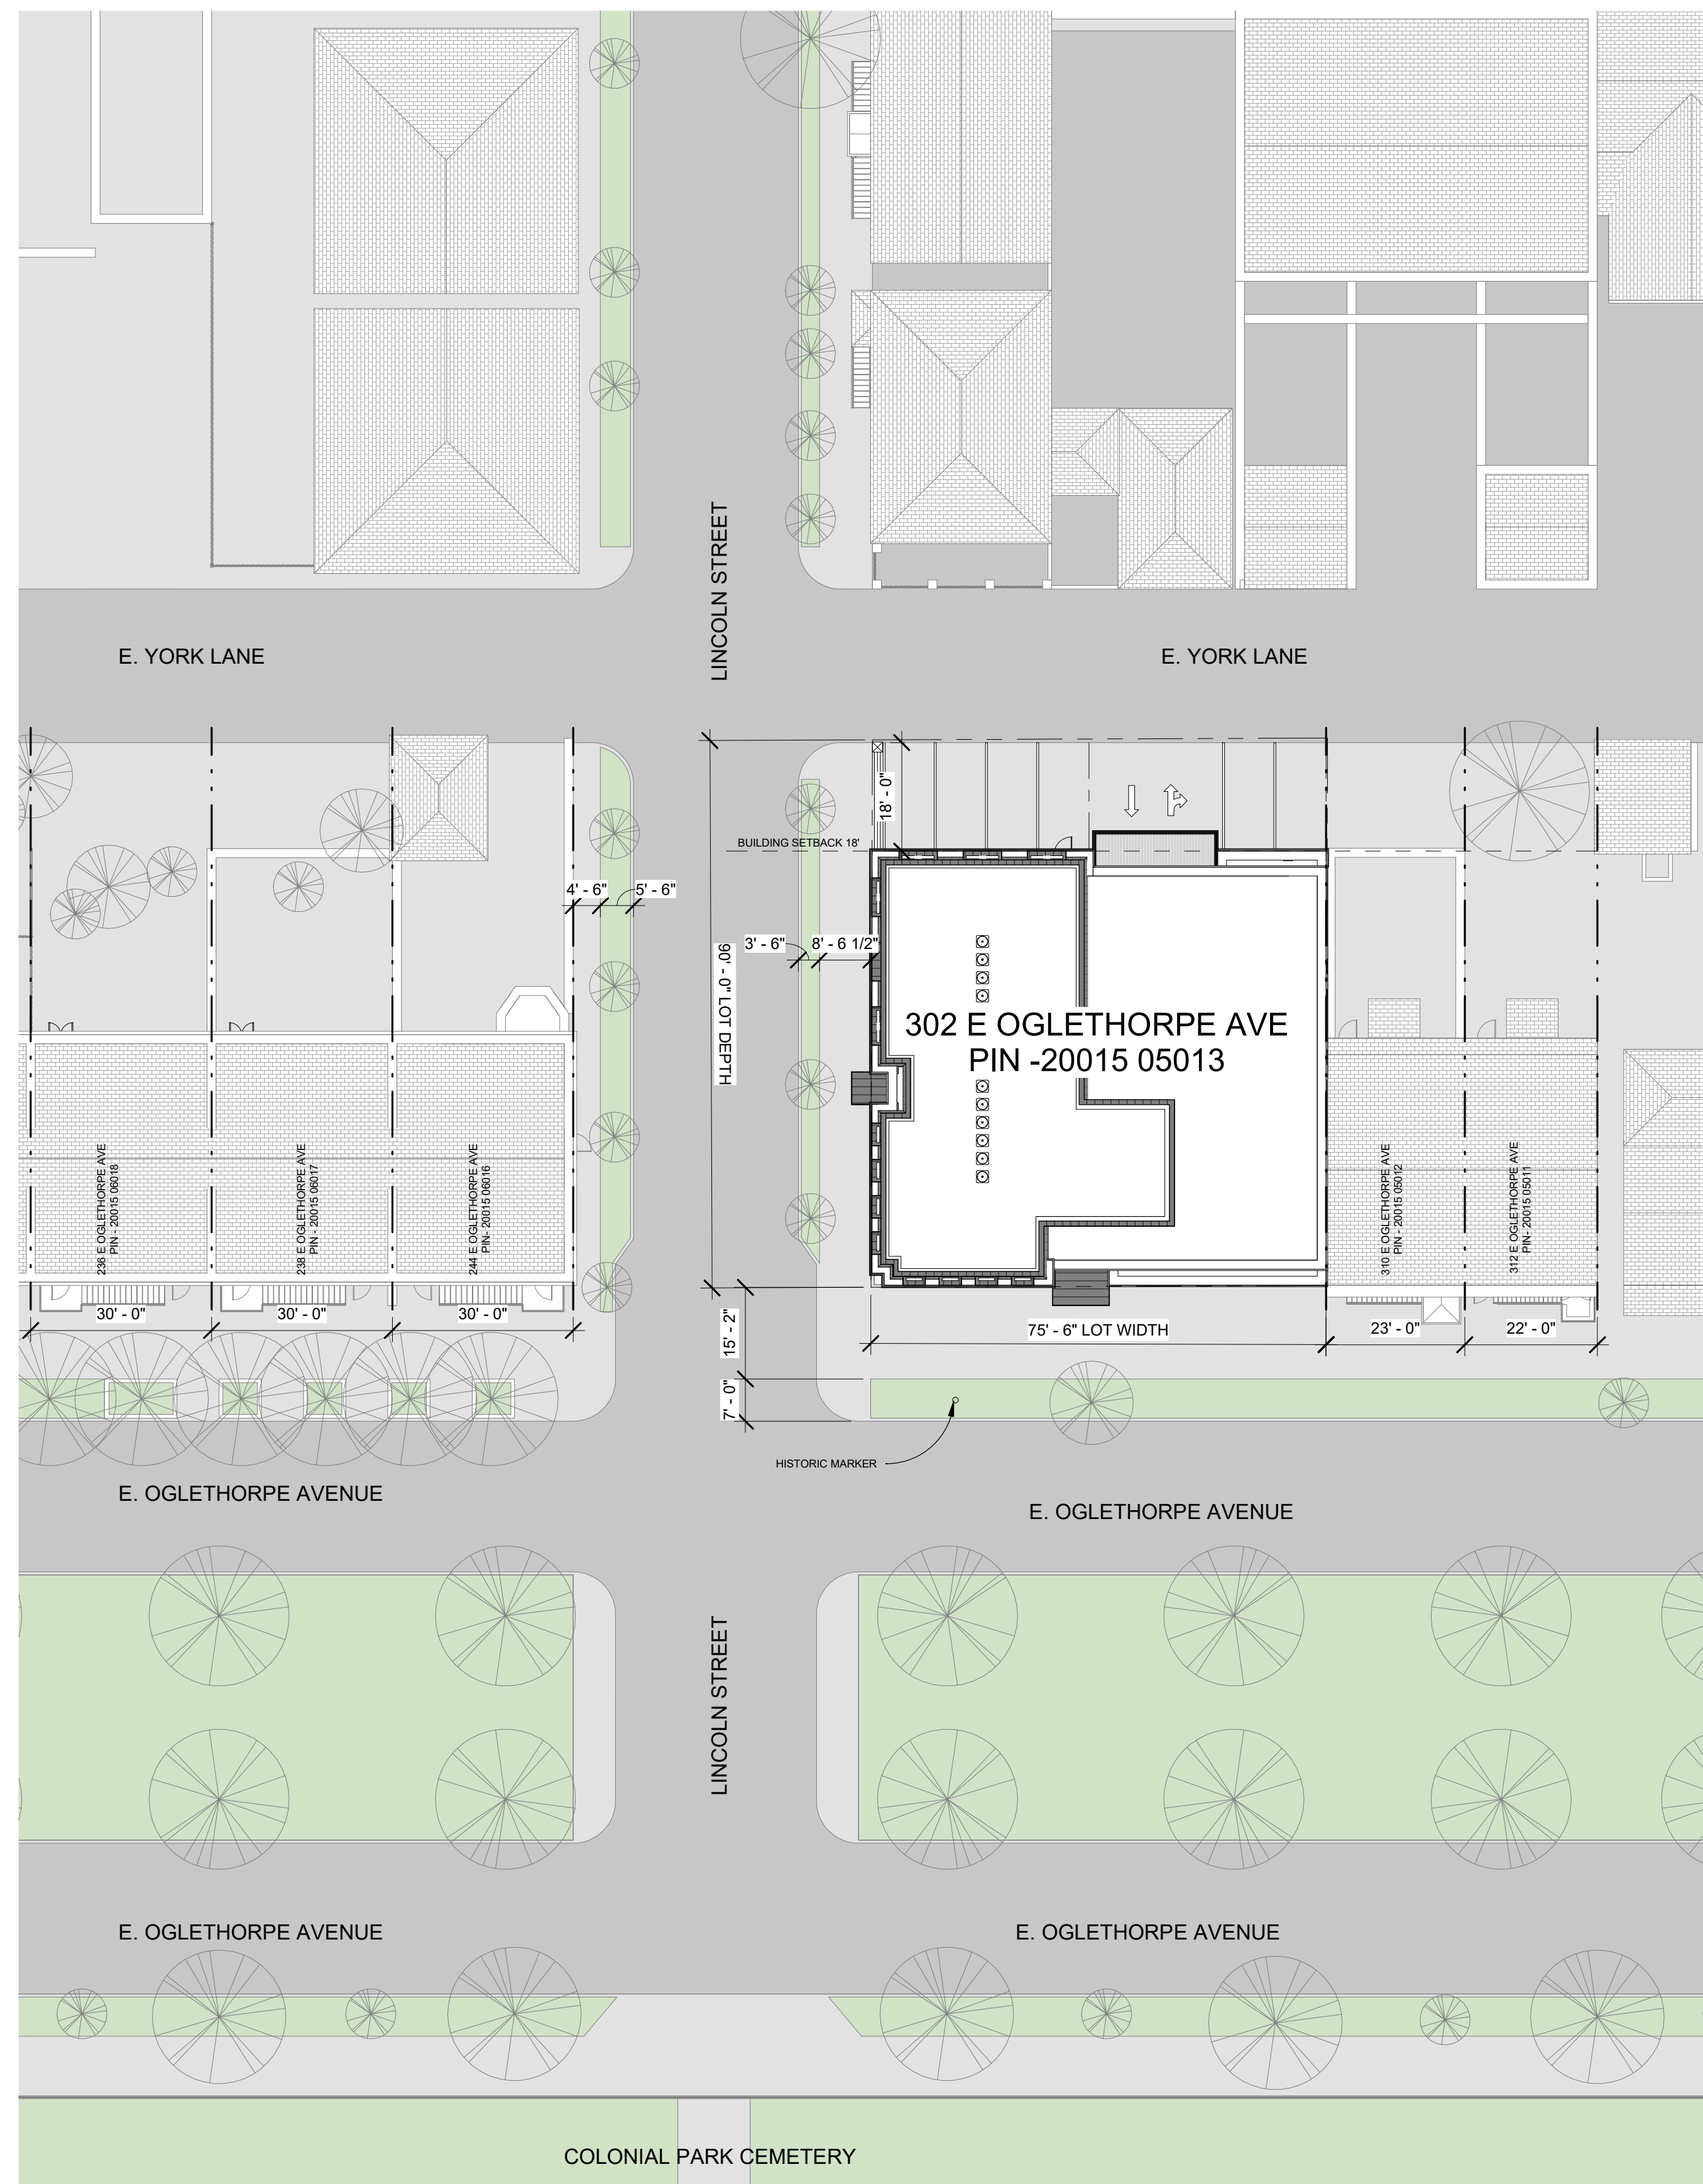 LINCOLN STREET
E. YORK LANE
E. YORK LANE
18' - 0"
BUILDING SETBACK 18'
4' - 6"
5' - 6"
3' - 6"
8' - 6 1/2"
90' - 0" LOT DEPTH
302 E OGLETHORPE AVE
PIN -20015 05013
236 E OGLETHORPE AVE
PIN - 20015 06018
238 E OGLETHORPE AVE
PIN - 20015 06017
244 E OGLETHORPE AVE
PIN- 20015 06016
310 E OGLETHORPE AVE
PIN - 20015 05012
312 E OGLETHORPE AVE
PIN- 20015 05011
30' - 0"
30' - 0"
30' - 0"
15' - 2"
75' - 6" LOT WIDTH
23' - 0"
22' - 0"
7' - 0"
HISTORIC MARKER
E. OGLETHORPE AVENUE
E. OGLETHORPE AVENUE
LINCOLN STREET
E. OGLETHORPE AVENUE
E. OGLETHORPE AVENUE
COLONIAL PARK CEMETERY